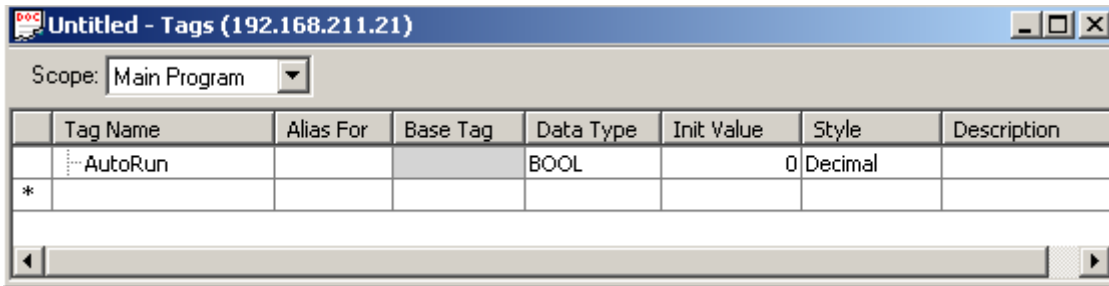 DOC Untitled - Tags (192.168.211.21)
Scope: Main Program
Tag Name Alias For Base Tag Data Type Init Value Style Description
AutoRun BOOL 0 Decimal
*